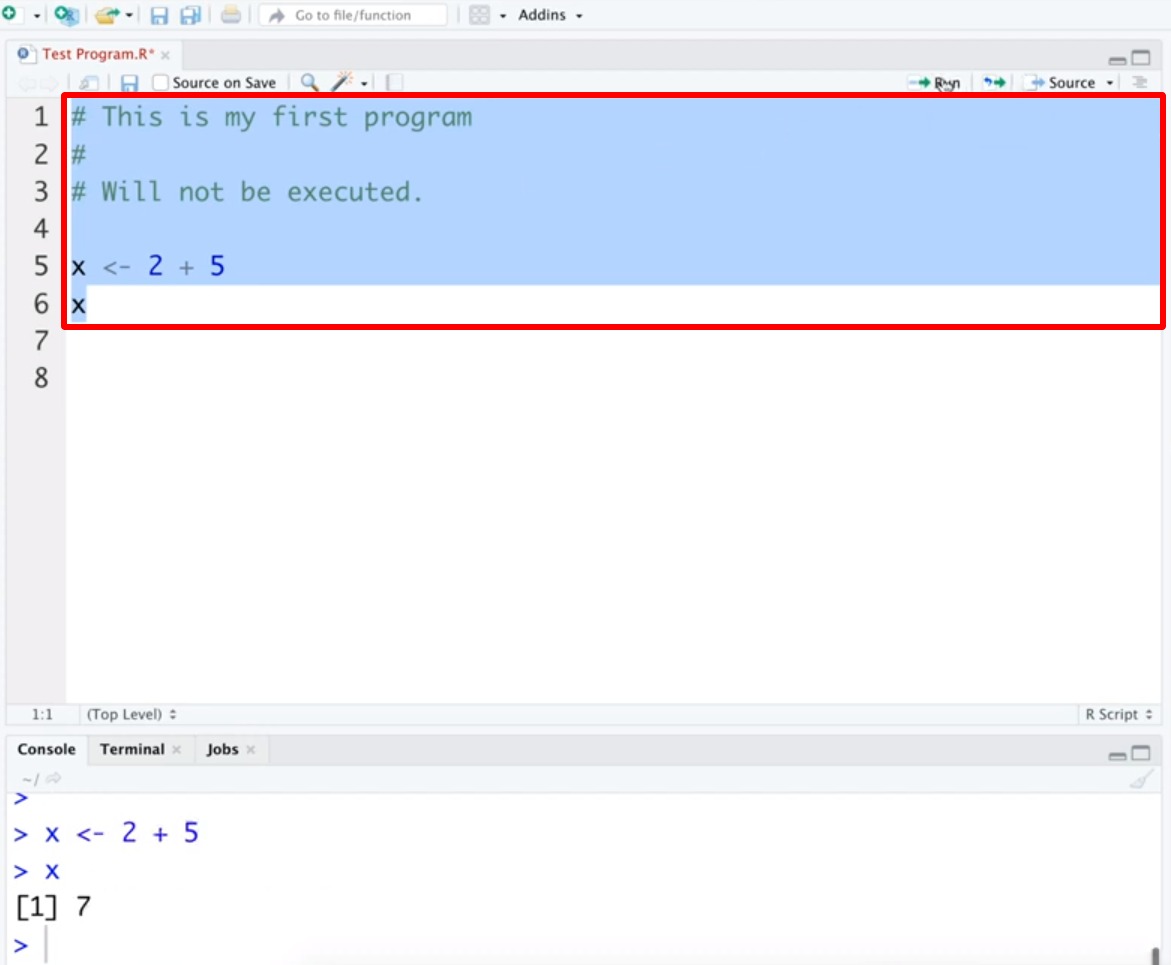 Go to file/function Addins
Test Program.R*
Source on Save Run Source
1 # This is my first program
2 #
3 # Will not be executed.
4
5 x <- 2 + 5
6 x
7
8
1:1 (Top Level) R Script
Console Terminal Jobs
~/
>
> x <- 2 + 5
> x
[1] 7
>